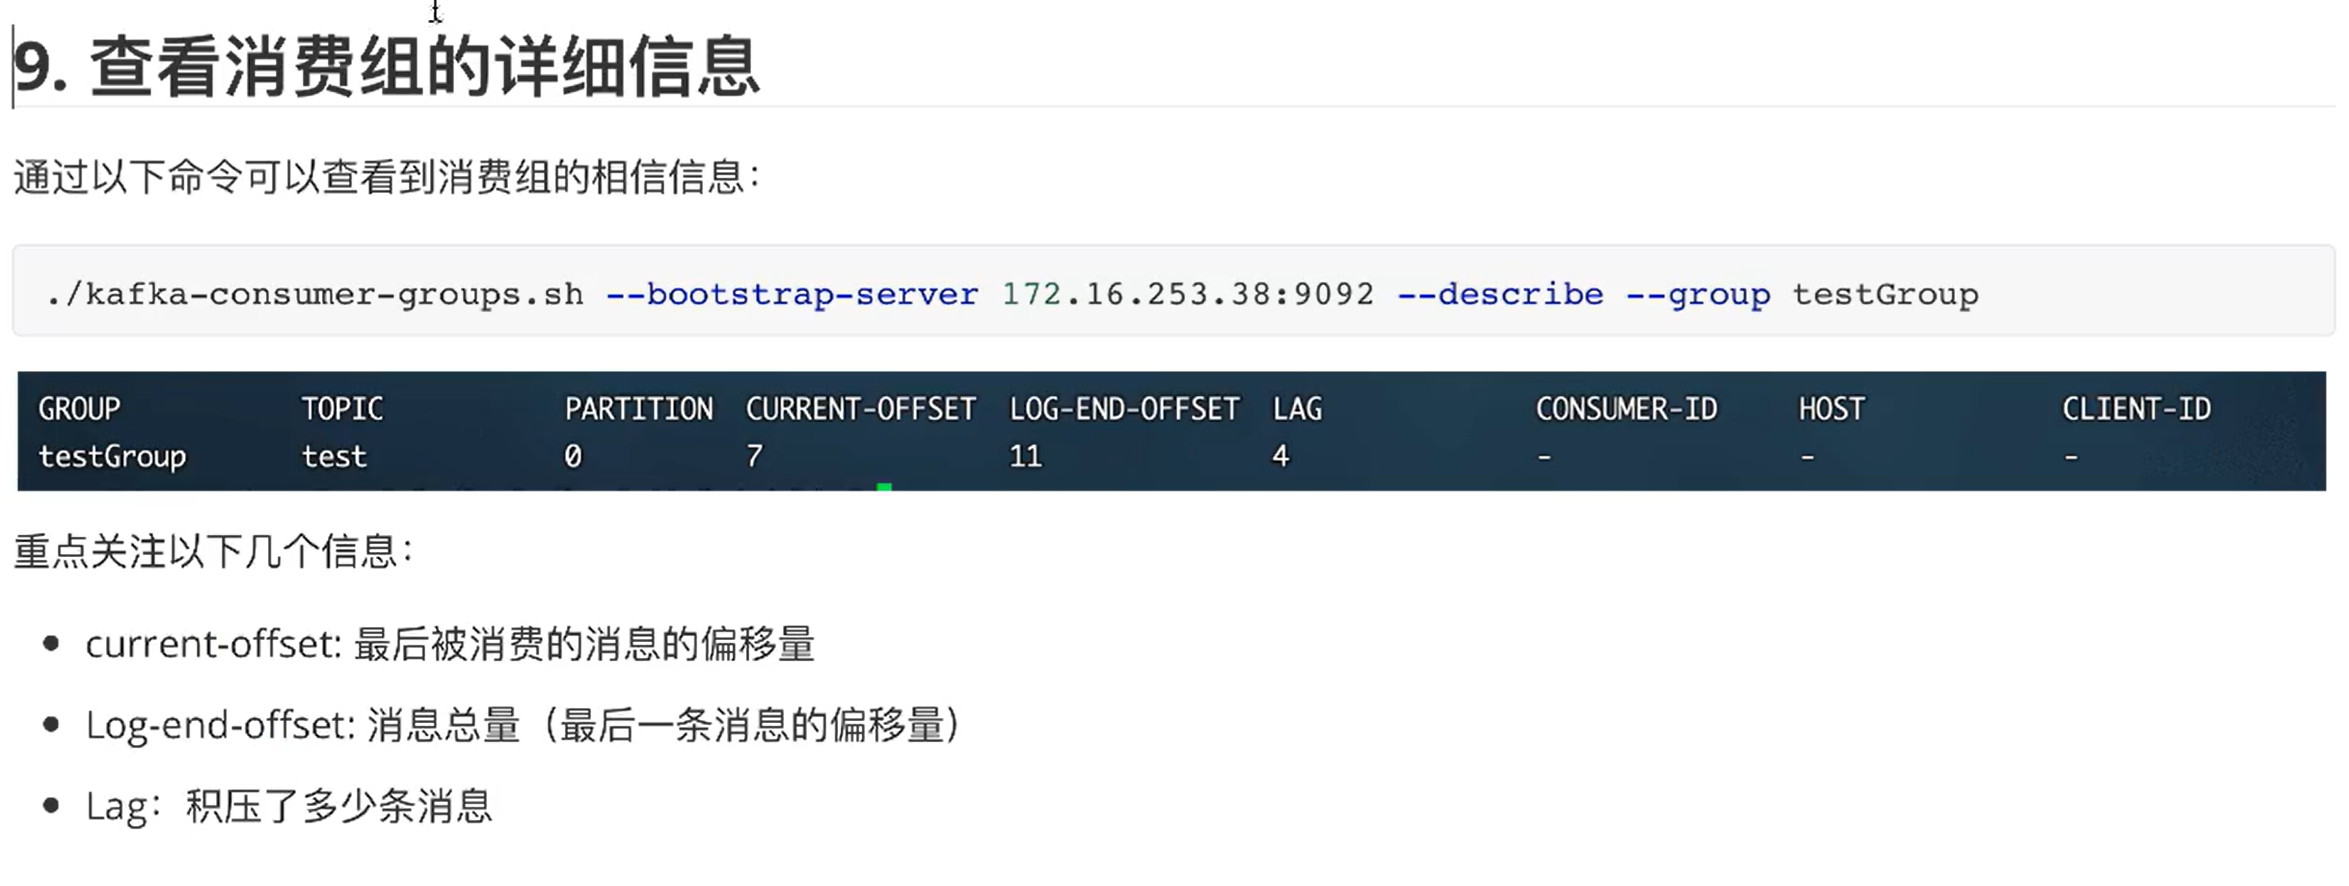 9. 查看消费组的详细信息
通过以下命令可以查看到消费组的相信信息：
./kafka-consumer-groups.sh --bootstrap-server 172.16.253.38:9092 --describe --group testGroup
GROUP TOPIC PARTITION CURRENT-OFFSET LOG-END-OFFSET LAG CONSUMER-ID HOST CLIENT-ID
testGroup test 0 7 11 4 - - -
重点关注以下几个信息：
• current-offset: 最后被消费的消息的偏移量
• Log-end-offset: 消息总量（最后一条消息的偏移量）
• Lag：积压了多少条消息